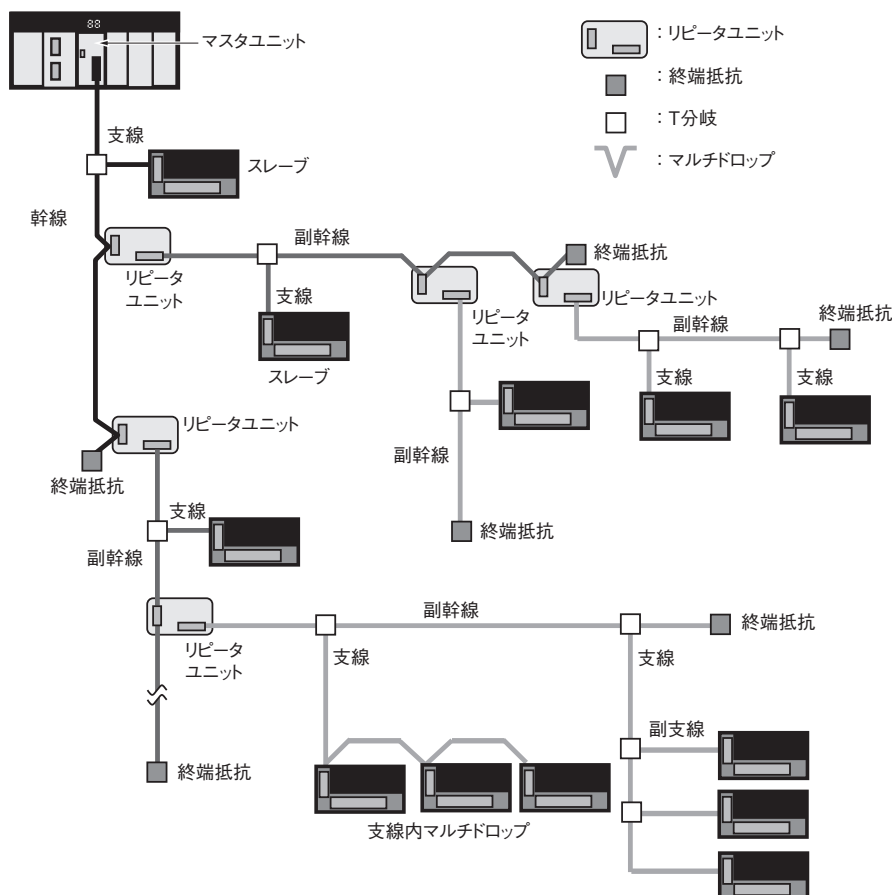 88
マスタユニット
: リピータユニット
: 終端抵抗
: T分岐
: マルチドロップ
支線
スレーブ
幹線
副幹線
終端抵抗
リピータ
ユニット
支線
リピータ
ユニット
リピータユニット
副幹線
終端抵抗
スレーブ
支線
支線
リピータユニット
副幹線
終端抵抗
支線
終端抵抗
副幹線
副幹線
終端抵抗
リピータ
ユニット
支線
支線
副支線
終端抵抗
支線内マルチドロップ